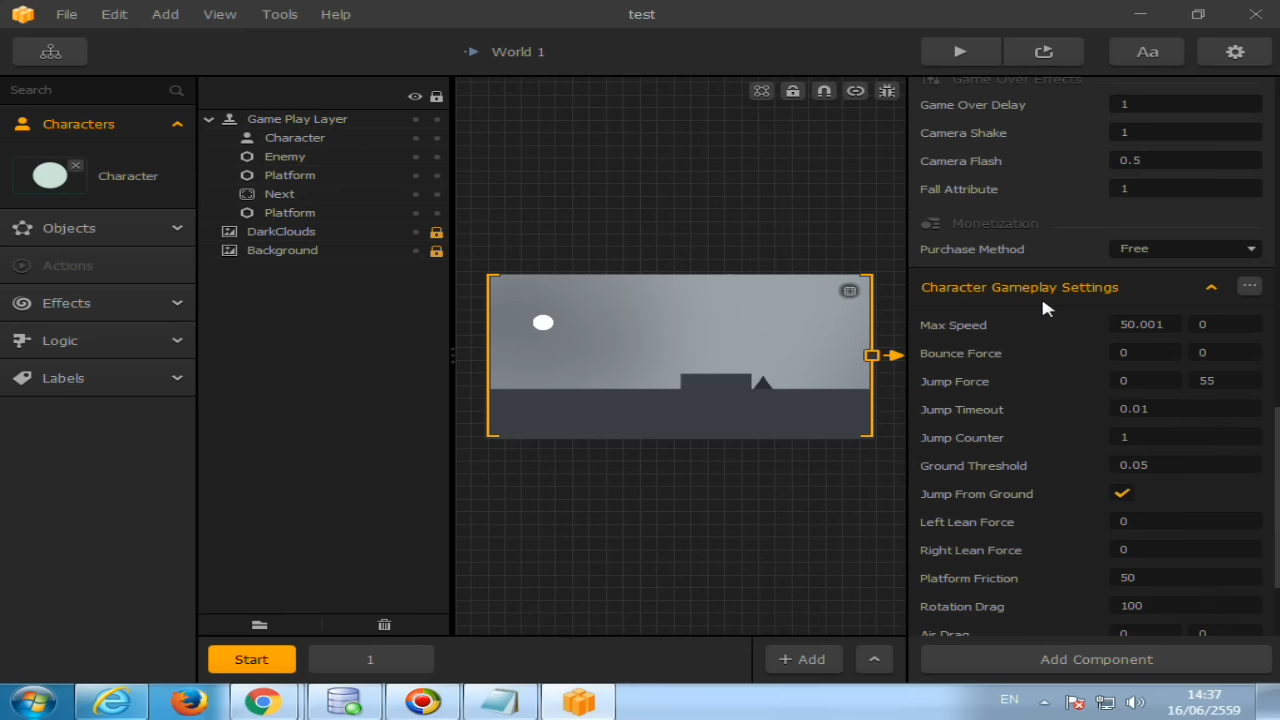 File Edit Add View Tools Help test
World 1
Aa
Search
Characters
Character
Objects
Actions
Effects
Logic
Labels
Game Play Layer
Character
Enemy
Platform
Next
Platform
DarkClouds
Background
Game Over Effects
Game Over Delay 1
Camera Shake 1
Camera Flash 0.5
Fall Attribute 1
Monetization
Purchase Method Free
Character Gameplay Settings
Max Speed 50.001 0
Bounce Force 0 0
Jump Force 0 55
Jump Timeout 0.01
Jump Counter 1
Ground Threshold 0.05
Jump From Ground
Left Lean Force 0
Right Lean Force 0
Platform Friction 50
Rotation Drag 100
Air Drag 0 0
Start 1 + Add Add Component
EN 14:37
16/06/2559